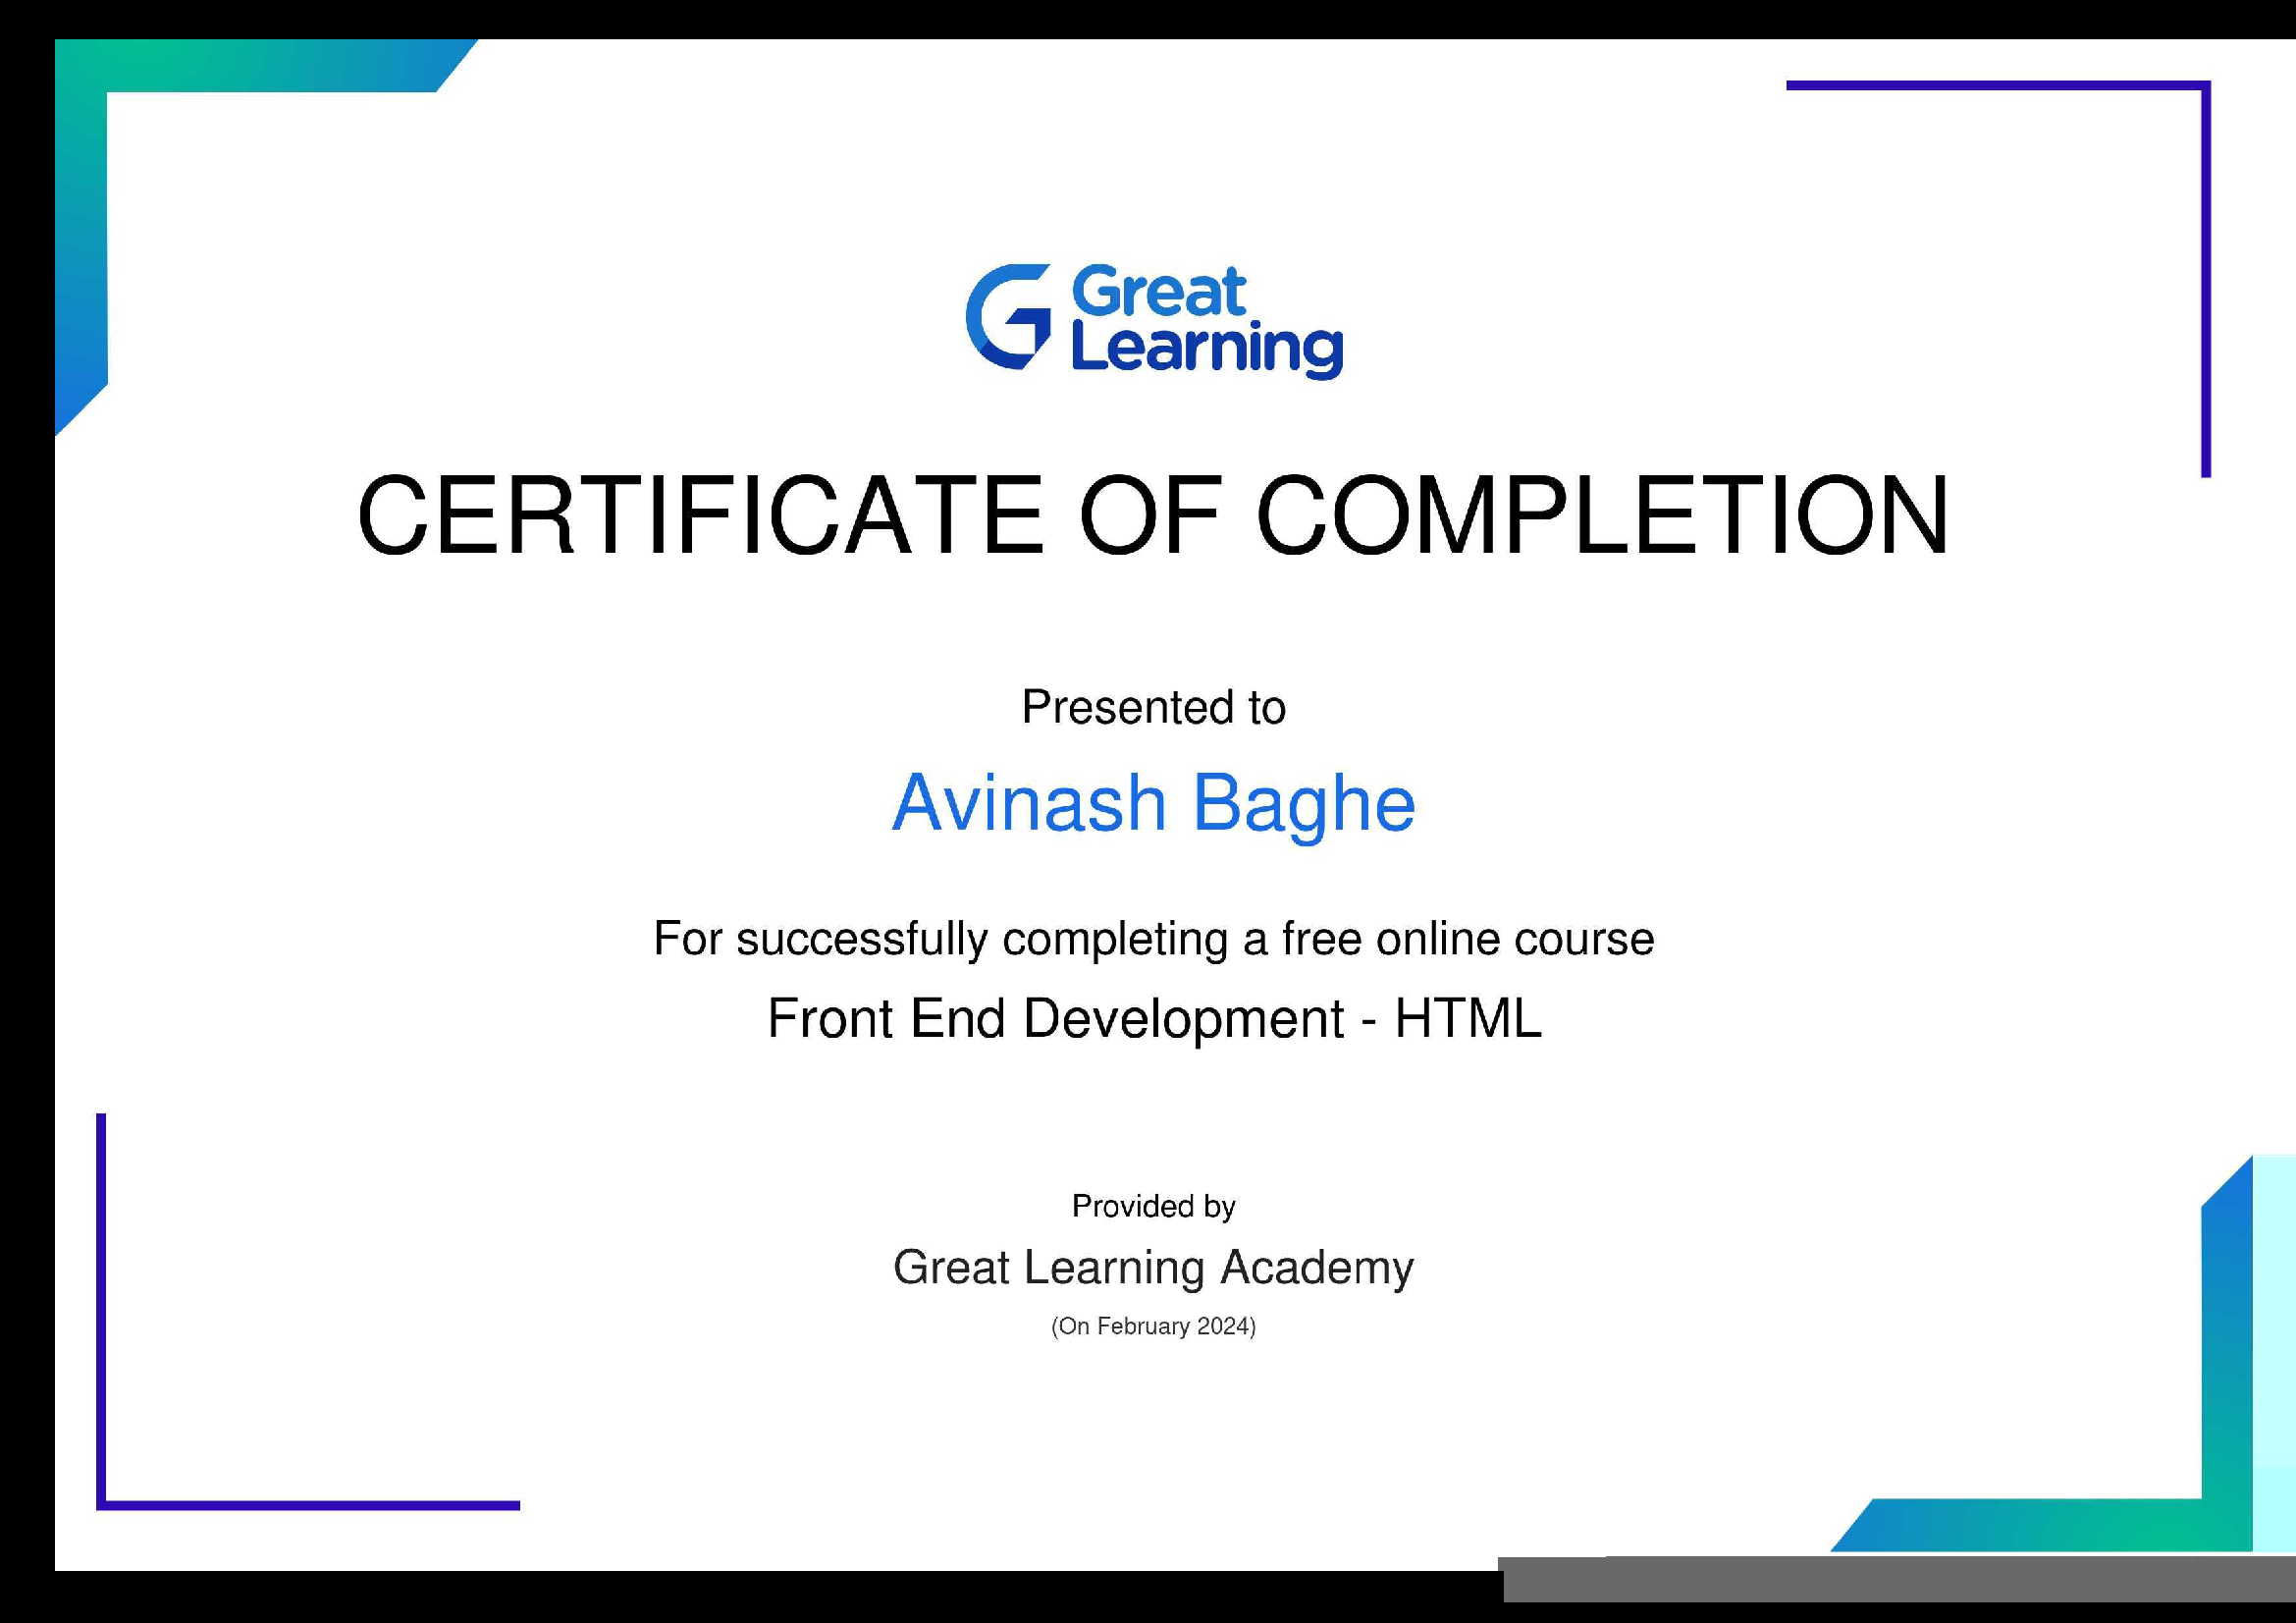 Great
Learning
CERTIFICATE OF COMPLETION
Presented to
Avinash Baghe
For successfully completing a free online course
Front End Development - HTML
Provided by
Great Learning Academy
(On February 2024)